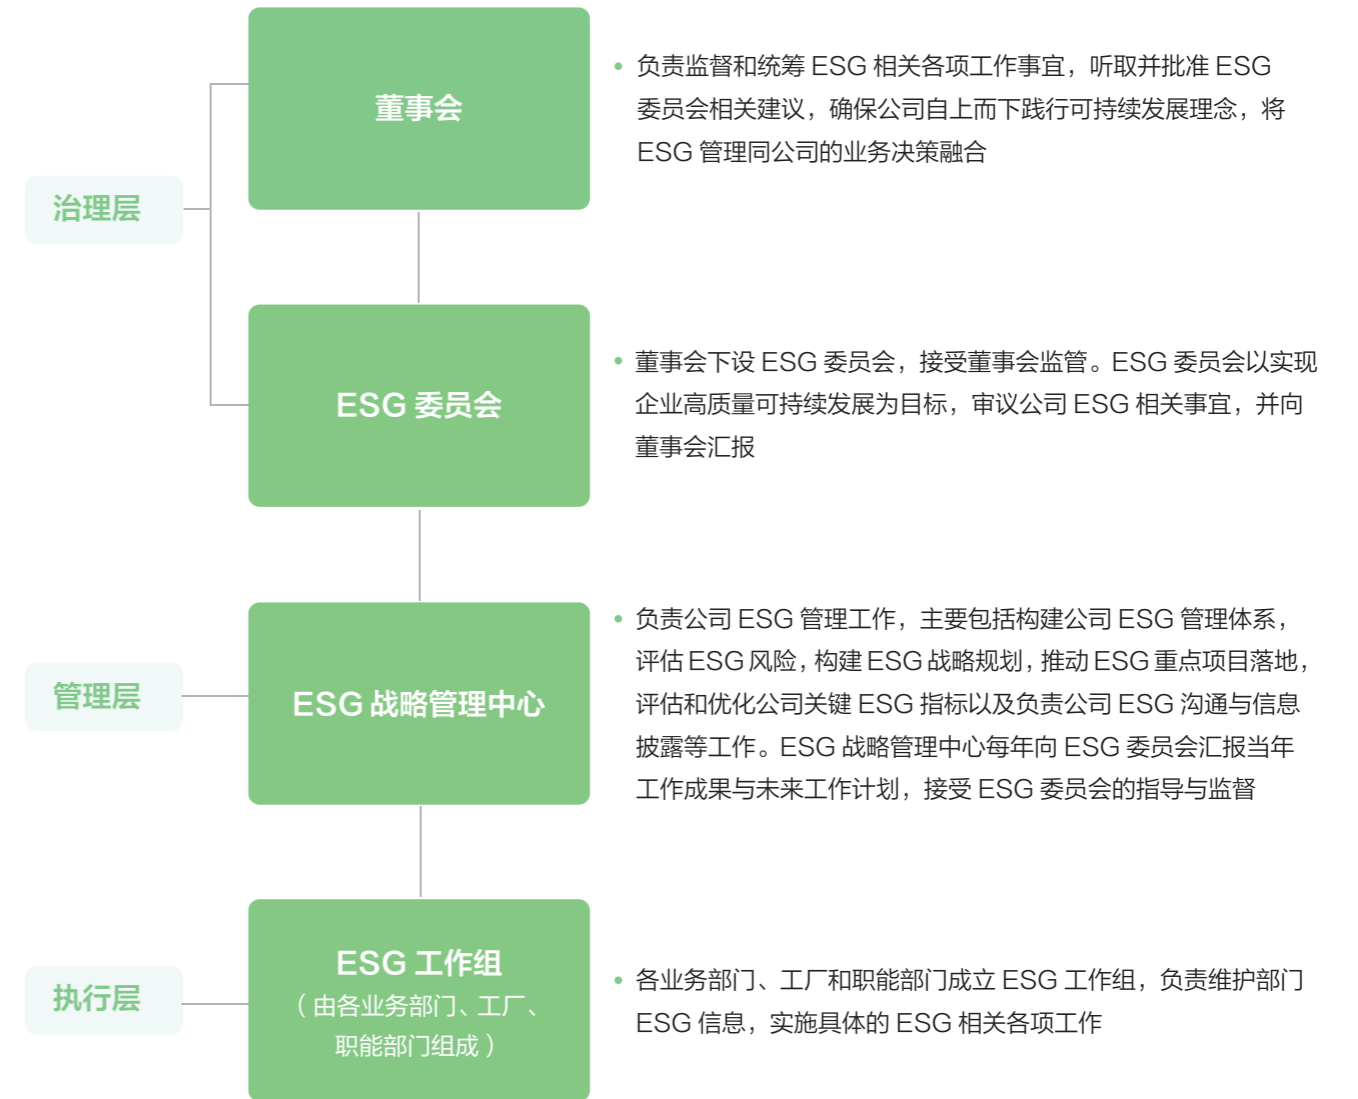 治理层
董事会
负责监督和统筹 ESG 相关各项工作事宜，听取并批准 ESG
委员会相关建议，确保公司自上而下践行可持续发展理念，将
ESG 管理同公司的业务决策融合
ESG 委员会
董事会下设 ESG 委员会，接受董事会监管。ESG 委员会以实现
企业高质量可持续发展为目标，审议公司 ESG 相关事宜，并向
董事会汇报
管理层
ESG 战略管理中心
负责公司 ESG 管理工作，主要包括构建公司 ESG 管理体系，
评估 ESG 风险，构建 ESG 战略规划，推动 ESG 重点项目落地，
评估和优化公司关键 ESG 指标以及负责公司 ESG 沟通与信息
披露等工作。ESG 战略管理中心每年向 ESG 委员会汇报当年
工作成果与未来工作计划，接受 ESG 委员会的指导与监督
执行层
ESG 工作组
（由各业务部门、工厂、
职能部门组成）
各业务部门、工厂和职能部门成立 ESG 工作组，负责维护部门
ESG 信息，实施具体的 ESG 相关各项工作